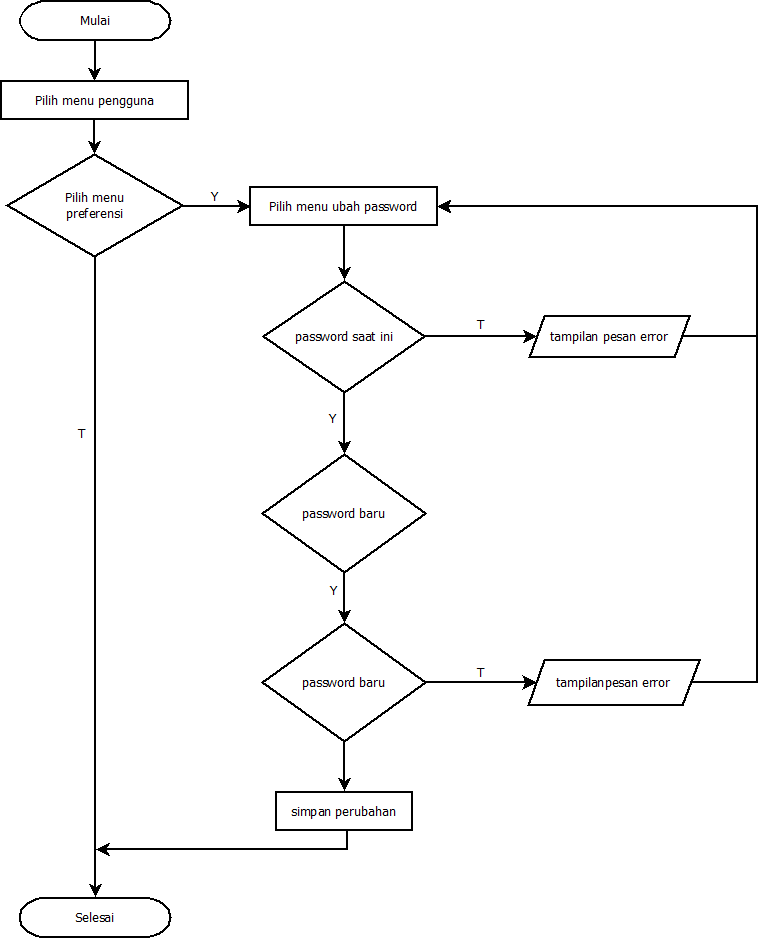 Mulai
Pilih menu pengguna
Pilih menu
preferensi
Y
Pilih menu ubah password
password saat ini
T
tampilan pesan error
Y
T
password baru
Y
password baru
T
tampilanpesan error
simpan perubahan
Selesai